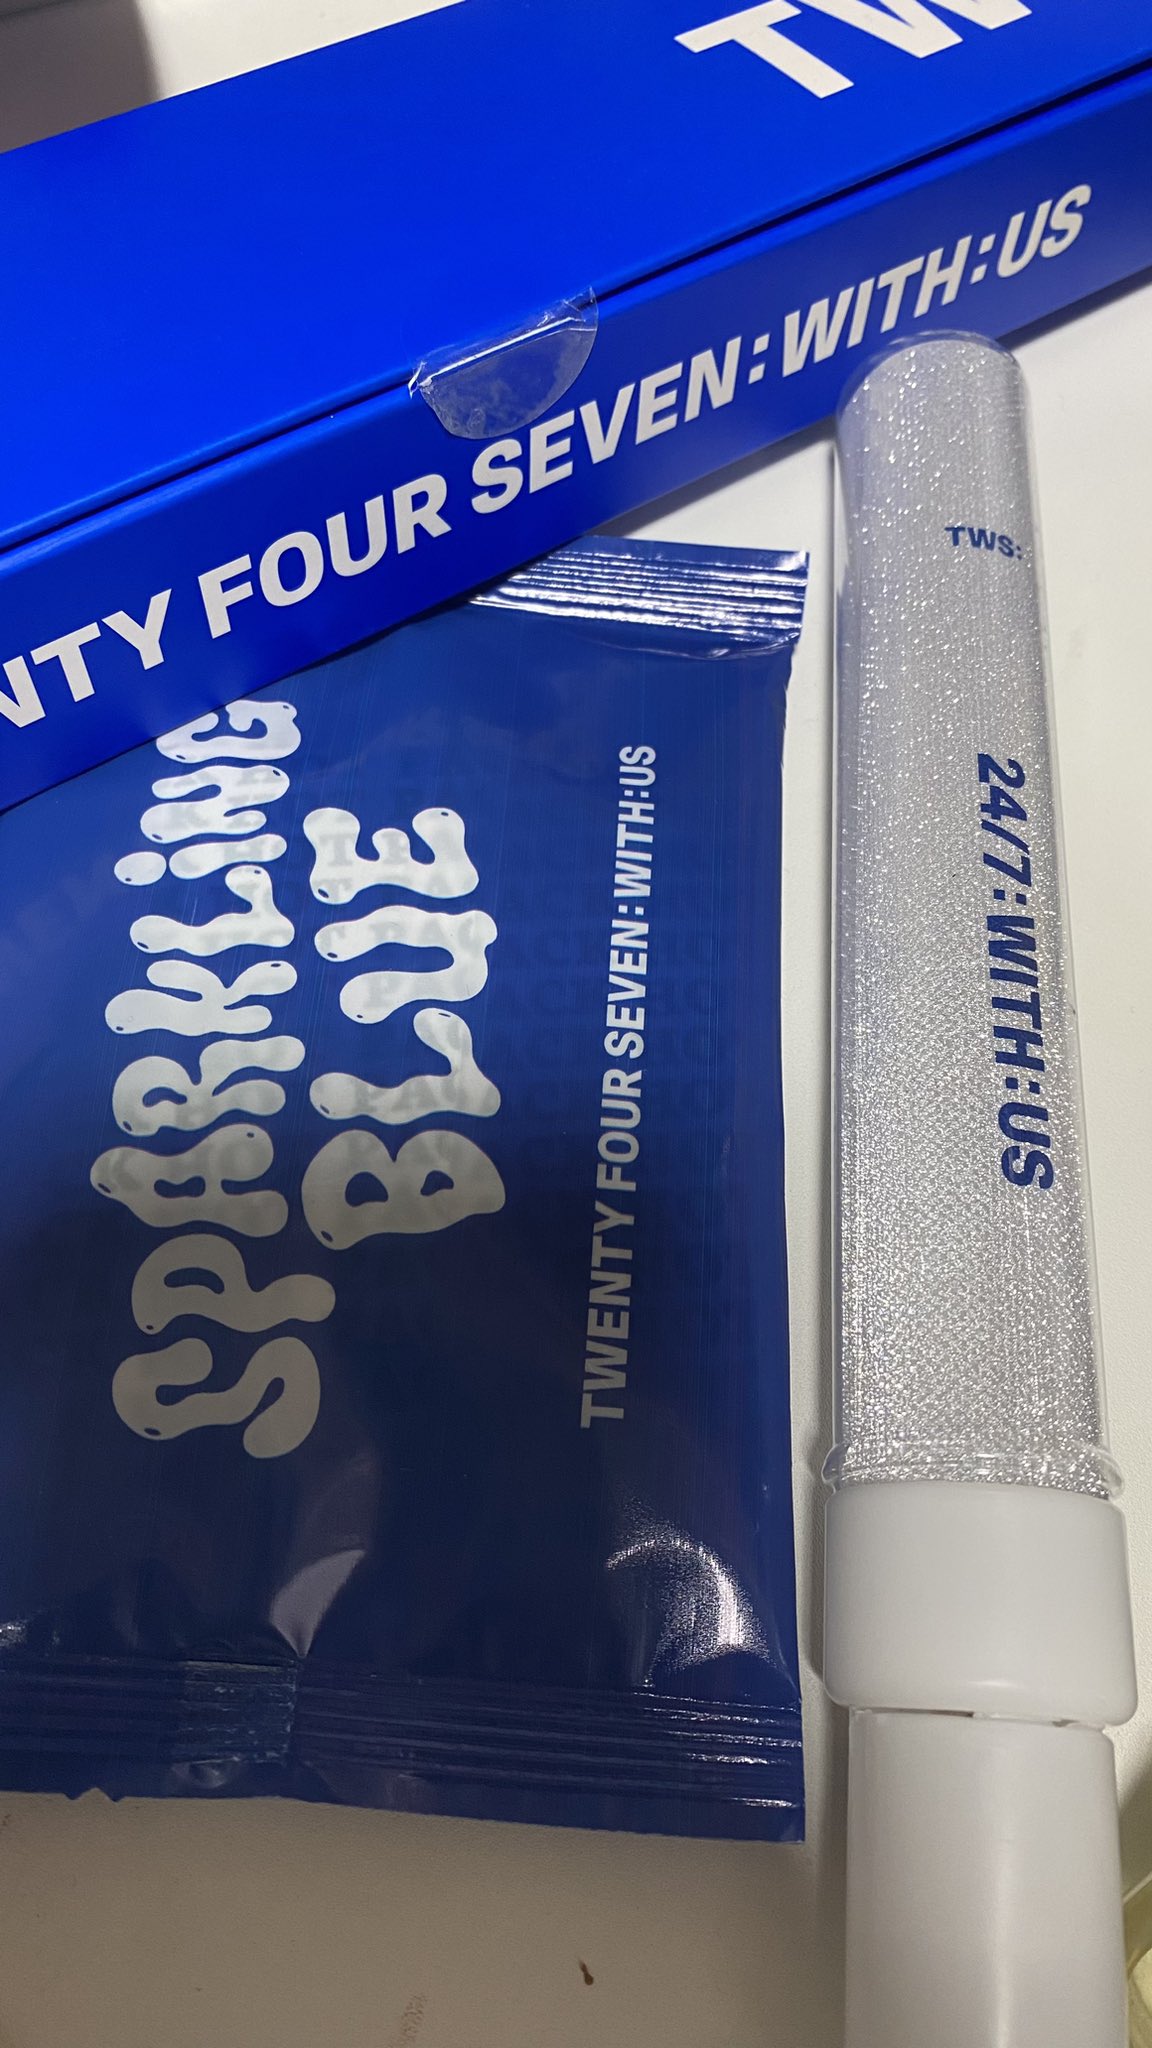 TW
NTY FOUR SEVEN:WITH:US
SPARKLiNG
BLUE
TWENTY FOUR SEVEN:WITH:US
TWS:
24/7:WITH:US